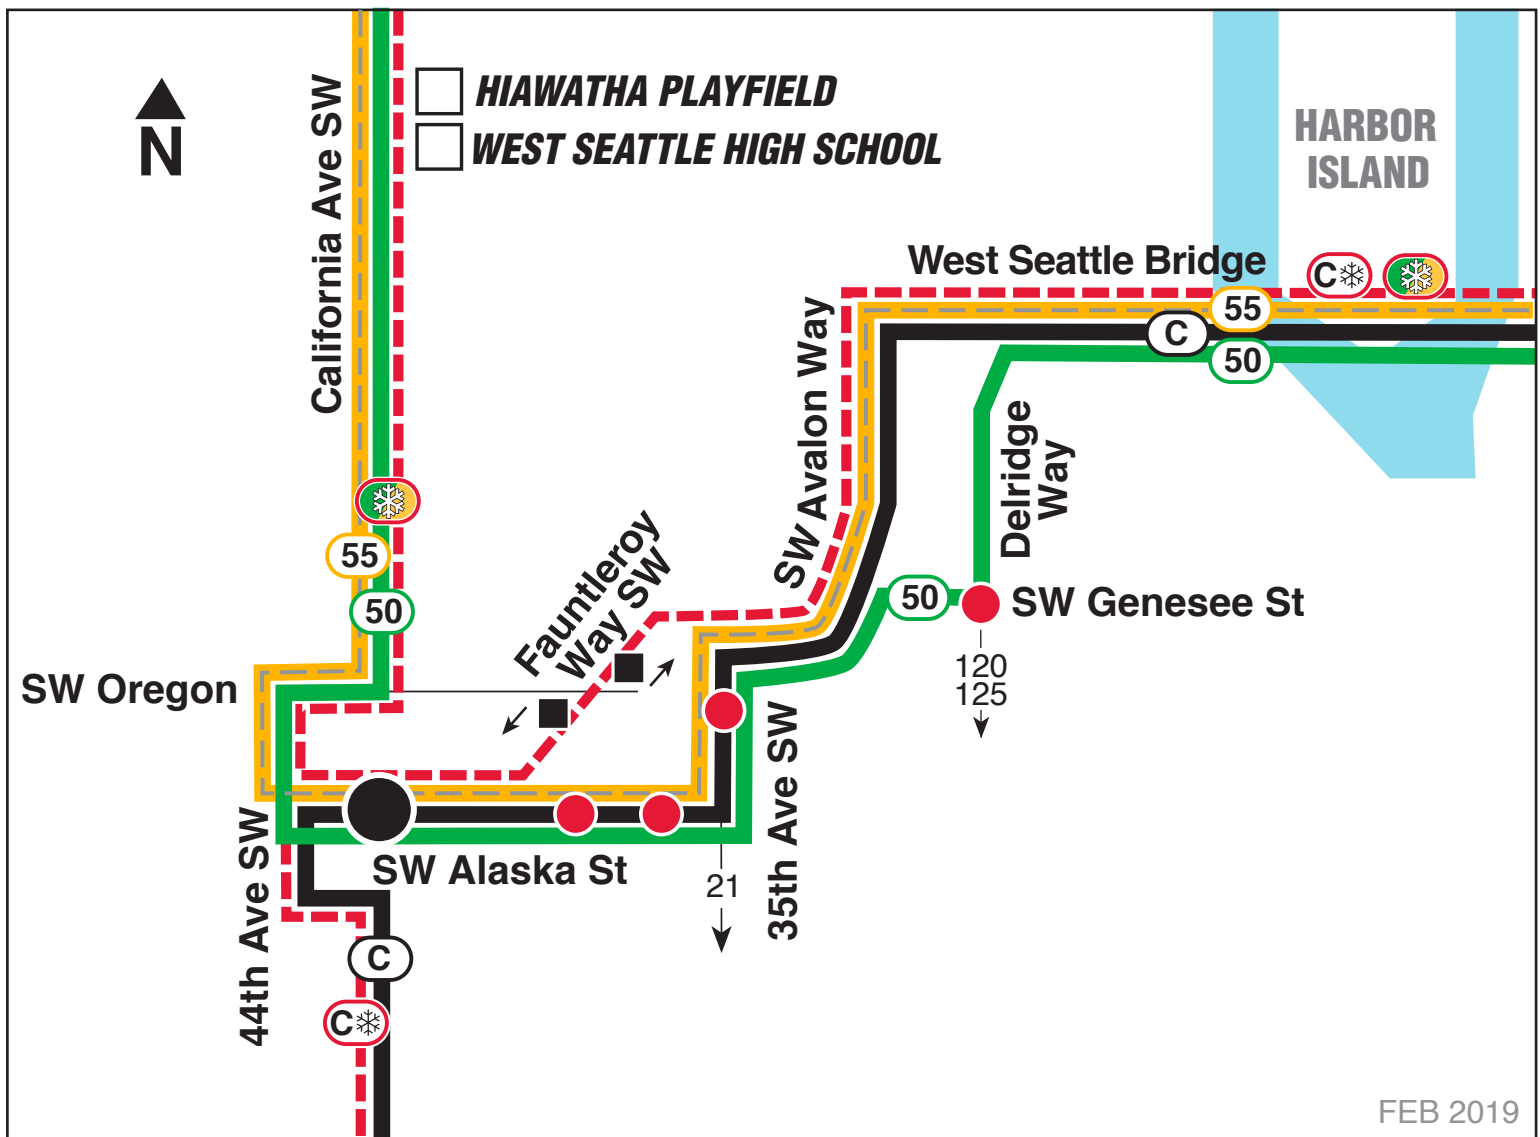 N
California Ave SW
HIAWATHA PLAYFIELD
WEST SEATTLE HIGH SCHOOL
HARBOR
ISLAND
West Seattle Bridge
C
55
C
50
SW Avalon Way
Delridge
Way
55
50
Fauntleroy
Way SW
50
SW Genesee St
120
125
SW Oregon
35th Ave SW
44th Ave SW
SW Alaska St
21
C
C
FEB 2019